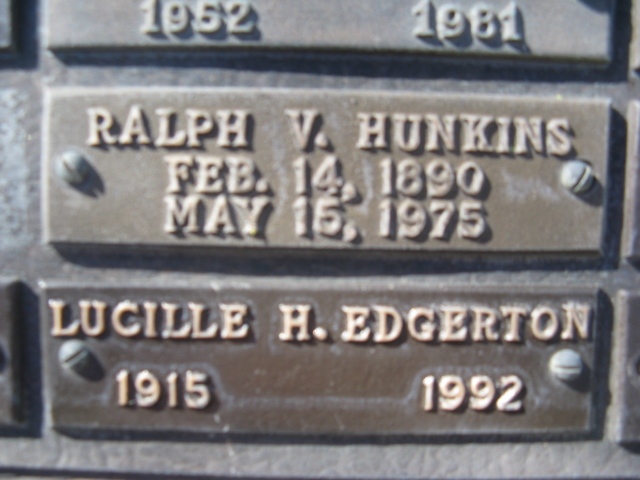 1952 1981
RALPH V. HUNKINS
FEB. 14, 1890
MAY 15, 1975
LUCILLE H. EDGERTON
1915 1992